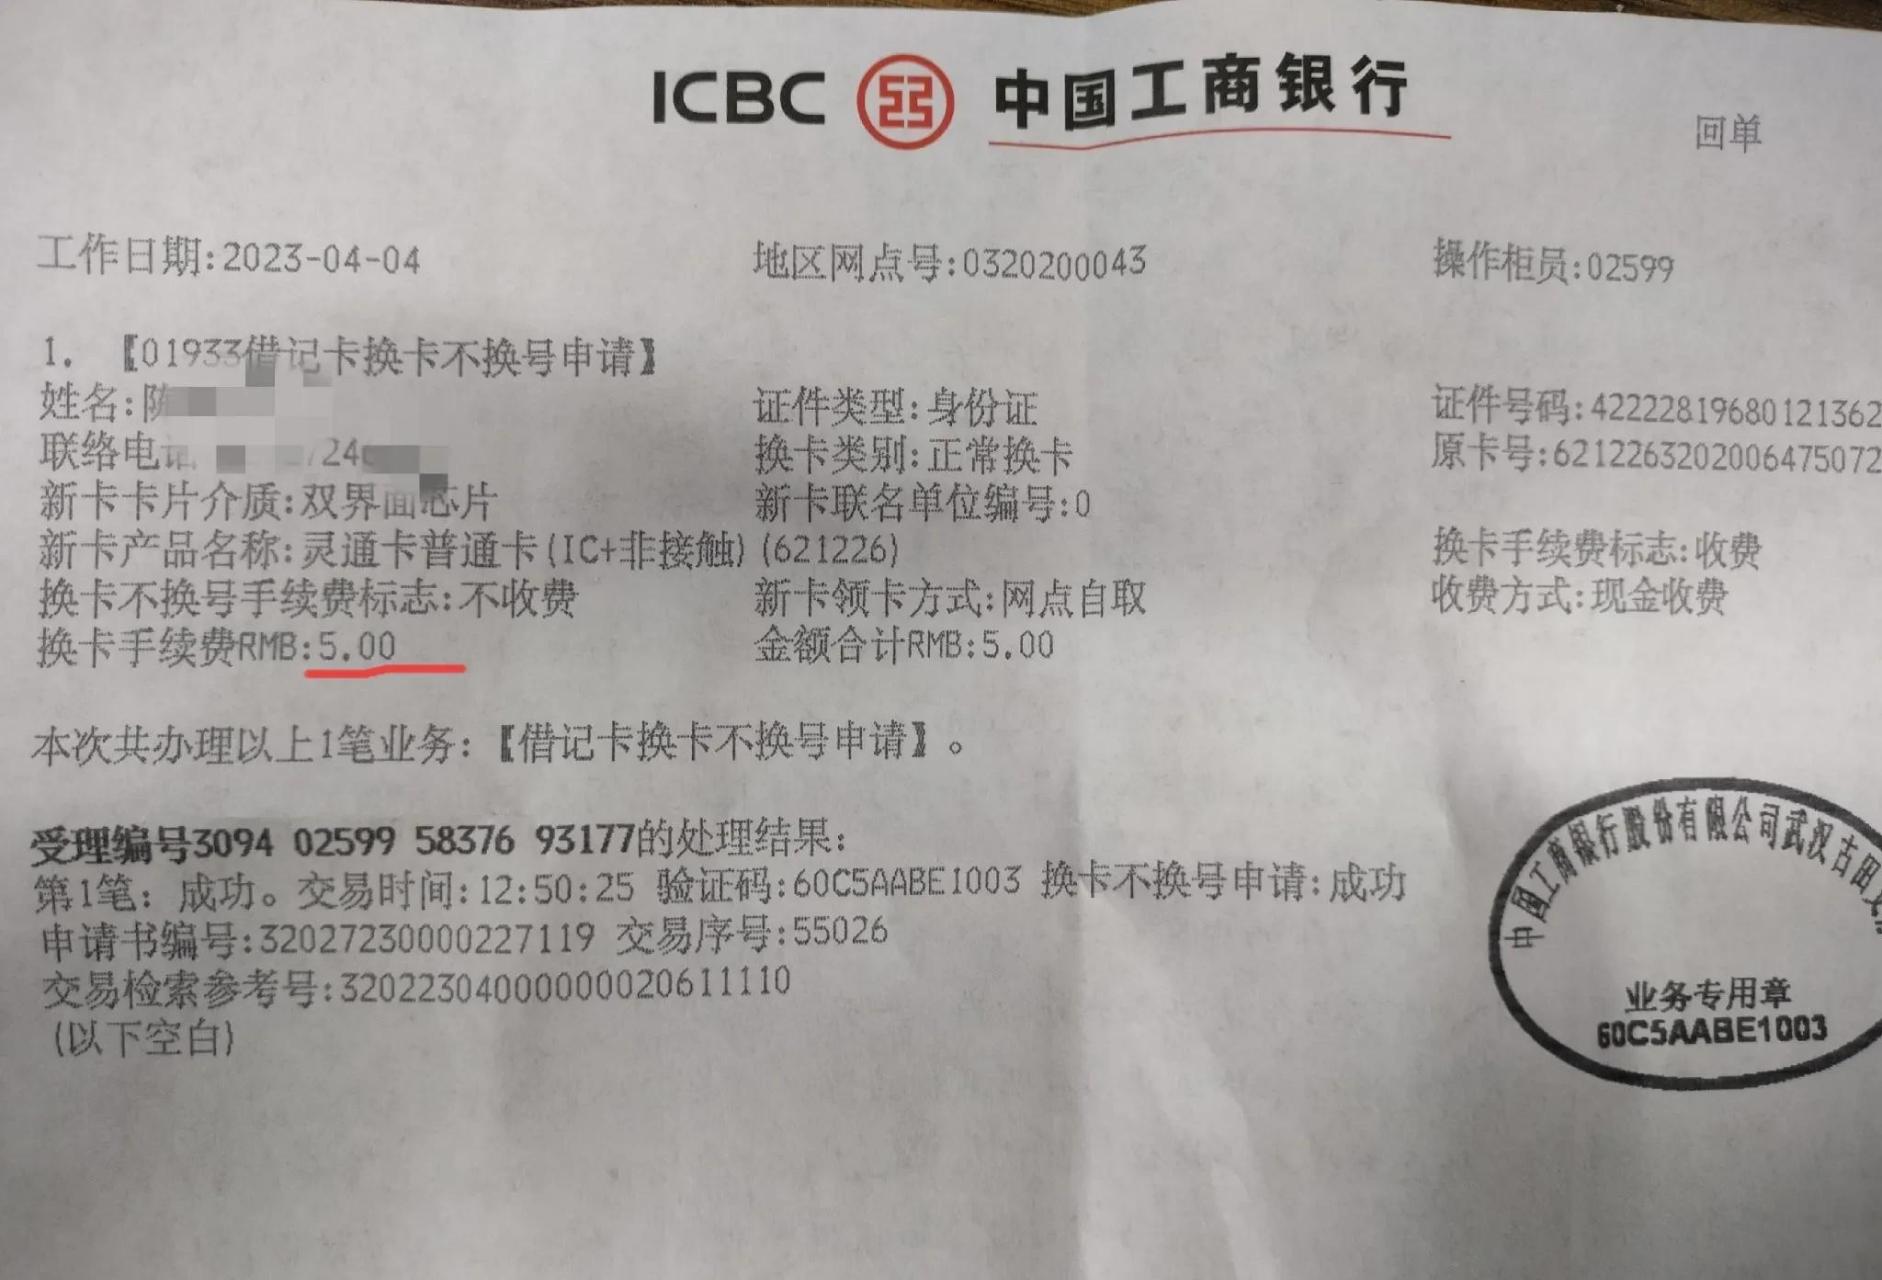 ICBC 中国工商银行
回单
工作日期:2023-04-04 地区网点号:0320200043 操作柜员:02599
1. 【01933借记卡换卡不换号申请】
姓名:陈 证件类型:身份证 证件号码:42222819680121362
联络电话 724 换卡类别:正常换卡 原卡号:6212263202006475072
新卡卡片介质:双界面芯片 新卡联名单位编号:0
新卡产品名称:灵通卡普通卡(IC+非接触)(621226) 换卡手续费标志:收费
换卡不换号手续费标志:不收费 新卡领卡方式:网点自取 收费方式:现金收费
换卡手续费RMB:5.00 金额合计RMB:5.00
本次共办理以上1笔业务:【借记卡换卡不换号申请】。
受理编号3094 02599 58376 93177的处理结果:
第1笔: 成功。交易时间:12:50:25 验证码:60C5AABE1003 换卡不换号申请:成功
申请书编号:32027230000227119 交易序号:55026
交易检索参考号:32022304000000020611110
(以下空白)
中国工商银行股份有限公司武汉古田
业务专用章
60C5AABE1003